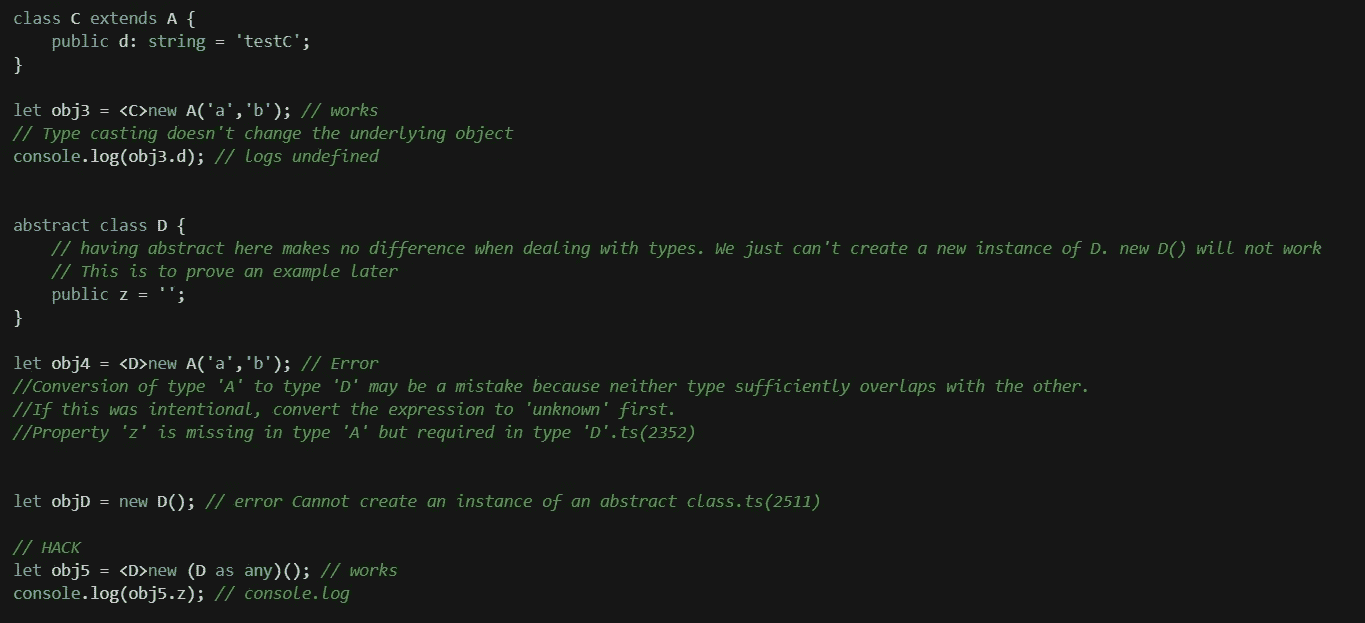 class C extends A {
    public d: string = 'testC';
}
let obj3 = <C>new A('a','b'); // works
// Type casting doesn't change the underlying object
console.log(obj3.d); // logs undefined
abstract class D {
    // having abstract here makes no difference when dealing with types. We just can't create a new instance of D. new D() will not work
    // This is to prove an example later
    public z = '';
}
let obj4 = <D>new A('a','b'); // Error
//Conversion of type 'A' to type 'D' may be a mistake because neither type sufficiently overlaps with the other.
//If this was intentional, convert the expression to 'unknown' first.
//Property 'z' is missing in type 'A' but required in type 'D'.ts(2352)
let objD = new D(); // error Cannot create an instance of an abstract class.ts(2511)
// HACK
let obj5 = <D>new (D as any)(); // works
console.log(obj5.z); // console.log